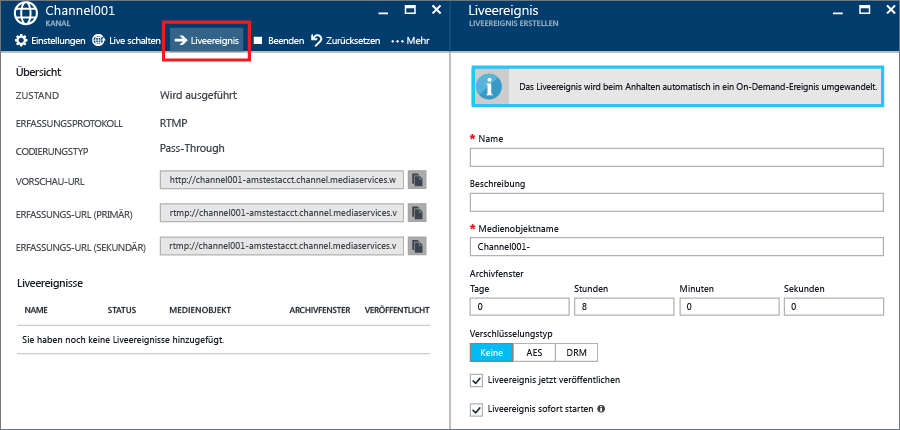 Channel001
KANAL
Einstellungen Live schalten Liveereignis Beenden Zurücksetzen ••• Mehr
Übersicht
ZUSTAND Wird ausgeführt
ERFASSUNGSPROTOKOLL RTMP
CODIERUNGSTYP Pass-Through
VORSCHAU-URL http://channel001-amstestacct.channel.mediaservices.w
ERFASSUNGS-URL (PRIMÄR) rtmp://channel001-amstestacct.channel.mediaservices.v
ERFASSUNGS-URL (SEKUNDÄR) rtmp://channel001-amstestacct.channel.mediaservices.v
Liveereignisse
NAME STATUS MEDIENOBJEKT ARCHIVFENSTER VERÖFFENTLICHT
Sie haben noch keine Liveereignisse hinzugefügt.
Liveereignis
LIVEEREIGNIS ERSTELLEN
Das Liveereignis wird beim Anhalten automatisch in ein On-Demand-Ereignis umgewandelt.
* Name
Beschreibung
* Medienobjektname
Channel001-
Archivfenster
Tage Stunden Minuten Sekunden
0 8 0 0
Verschlüsselungstyp
Keine AES DRM
Liveereignis jetzt veröffentlichen
Liveereignis sofort starten